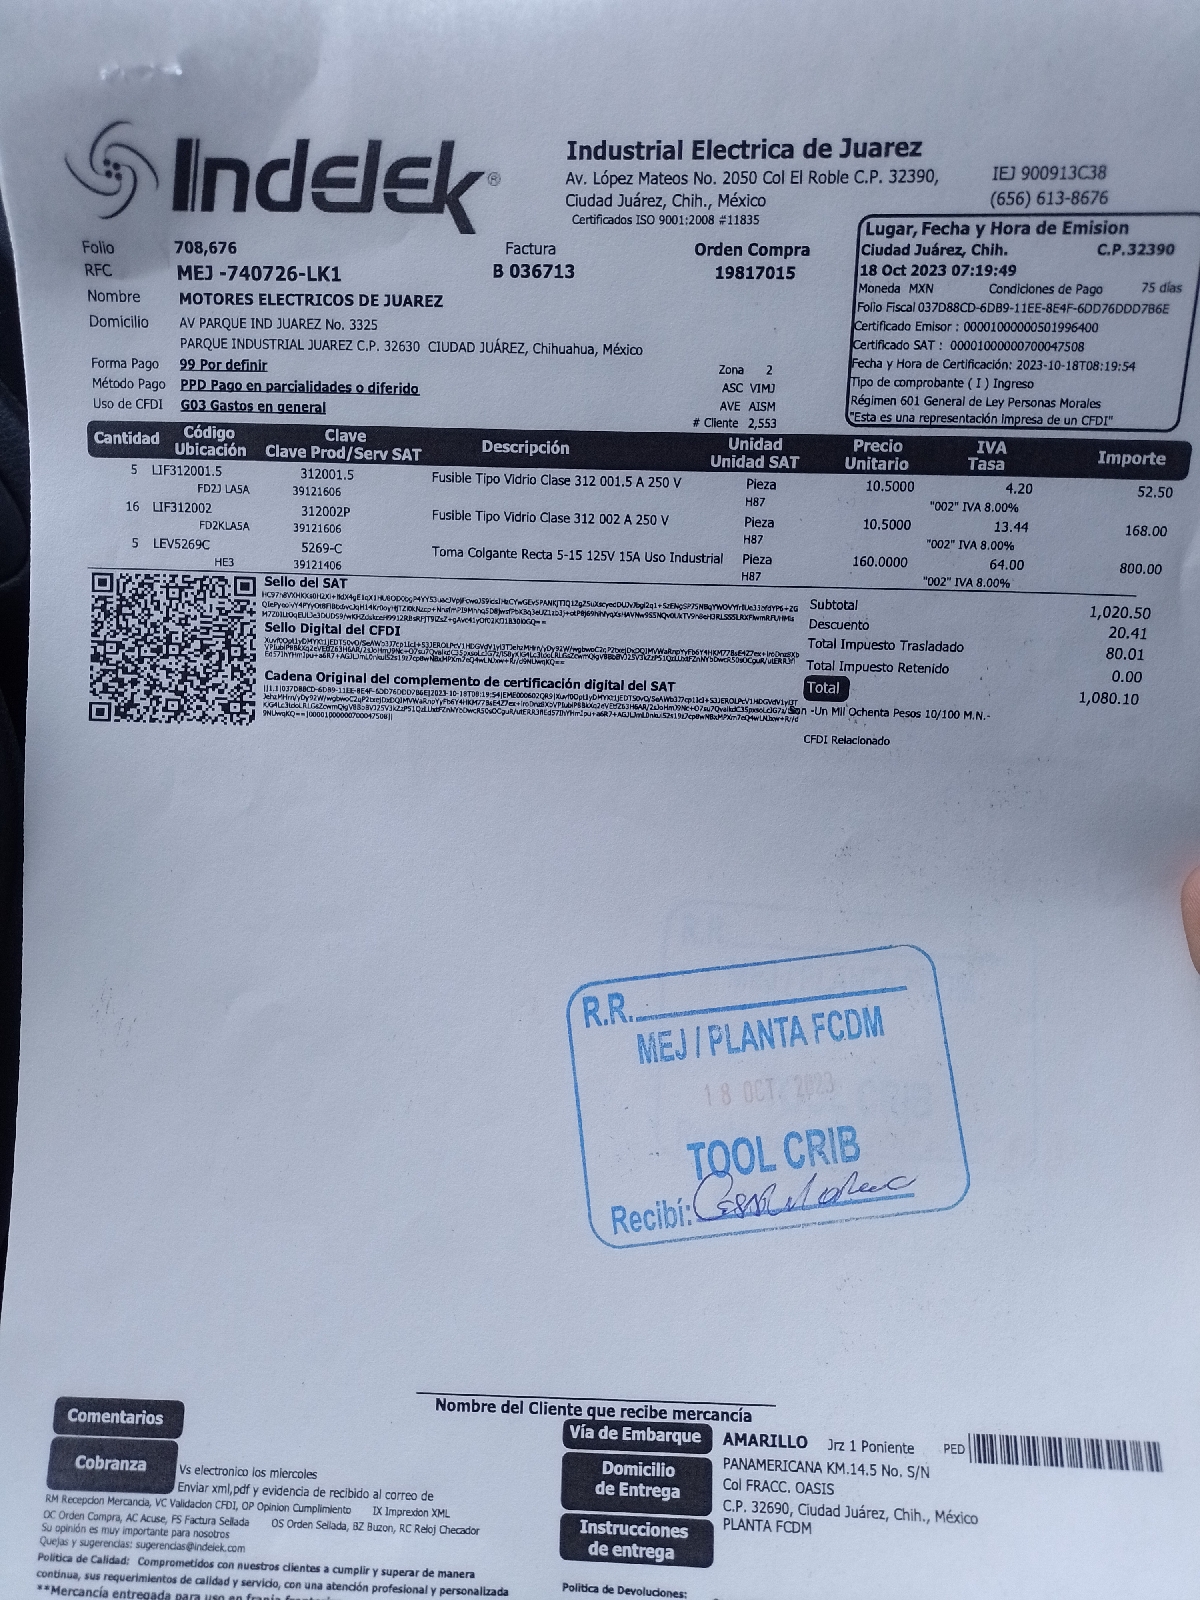 Indelek®
Industrial Electrica de Juarez
Av. López Mateos No. 2050 Col El Roble C.P. 32390,
Ciudad Juárez, Chih., México
Certificados ISO 9001:2008 #11835
IEJ 900913C38
(656) 613-8676
Folio 708,676
Factura
B 036713
Orden Compra
19817015
RFC MEJ -740726-LK1
Nombre MOTORES ELECTRICOS DE JUAREZ
Domicilio AV PARQUE IND JUAREZ No. 3325
PARQUE INDUSTRIAL JUAREZ C.P. 32630 CIUDAD JUÁREZ, Chihuahua, México
Forma Pago 99 Por definir
Método Pago PPD Pago en parcialidades o diferido
Uso de CFDI G03 Gastos en general
Zona 2
ASC VIMJ
AVE AISM
# Cliente 2,553
Lugar, Fecha y Hora de Emision
Ciudad Juárez, Chih. C.P.32390
18 Oct 2023 07:19:49
Moneda MXN Condiciones de Pago 75 días
Folio Fiscal 037D88CD-6DB9-11EE-8E4F-6DD76DDD7B6E
Certificado Emisor : 00001000000501996400
Certificado SAT : 00001000000700047508
Fecha y Hora de Certificación: 2023-10-18T08:19:54
Tipo de comprobante ( I ) Ingreso
Régimen 601 General de Ley Personas Morales
"Esta es una representación impresa de un CFDI"
Cantidad Código Ubicación Clave Clave Prod/Serv SAT Descripción Unidad Unidad SAT Precio Unitario IVA Tasa Importe
5 LIF312001.5 312001.5 Fusible Tipo Vidrio Clase 312 001.5 A 250 V Pieza 10.5000 4.20 52.50
FD2J LA5A 39121606 H87 "002" IVA 8.00%
16 LIF312002 312002P Fusible Tipo Vidrio Clase 312 002 A 250 V Pieza 10.5000 13.44 168.00
FD2KLA5A 39121606 H87 "002" IVA 8.00%
5 LEV5269C 5269-C Toma Colgante Recta 5-15 125V 15A Uso Industrial Pieza 160.0000 64.00 800.00
HE3 39121406 H87 "002" IVA 8.00%
Sello del SAT
Sello Digital del CFDI
Cadena Original del complemento de certificación digital del SAT
Subtotal 1,020.50
Descuento 20.41
Total Impuesto Trasladado 80.01
Total Impuesto Retenido 0.00
Total 1,080.10
Son -Un Mil Ochenta Pesos 10/100 M.N.-
CFDI Relacionado
R.R.
MEJ / PLANTA FCDM
18 OCT. 2023
TOOL CRIB
Recibí:
Nombre del Cliente que recibe mercancía
Comentarios
Cobranza
Vs electronico los miercoles
Enviar xml,pdf y evidencia de recibido al correo de
RM Recepcion Mercancia, VC Validacion CFDI, OP Opinion Cumplimiento IX Impresion XML
OC Orden Compra, AC Acuse, FS Factura Sellada OS Orden Sellada, BZ Buzon, RC Reloj Checador
Su opinión es muy importante para nosotros
Quejas y sugerencias: sugerencias@indelek.com
Politica de Calidad: Comprometidos con nuestros clientes a cumplir y superar de manera
continua, sus requerimientos de calidad y servicio, con una atención profesional y personalizada
**Mercancía entregada para uso en franja
Vía de Embarque AMARILLO Jrz 1 Poniente PED
Domicilio de Entrega
PANAMERICANA KM.14.5 No. S/N
Col FRACC. OASIS
C.P. 32690, Ciudad Juárez, Chih., México
Instrucciones de entrega
PLANTA FCDM
Politica de Devoluciones: